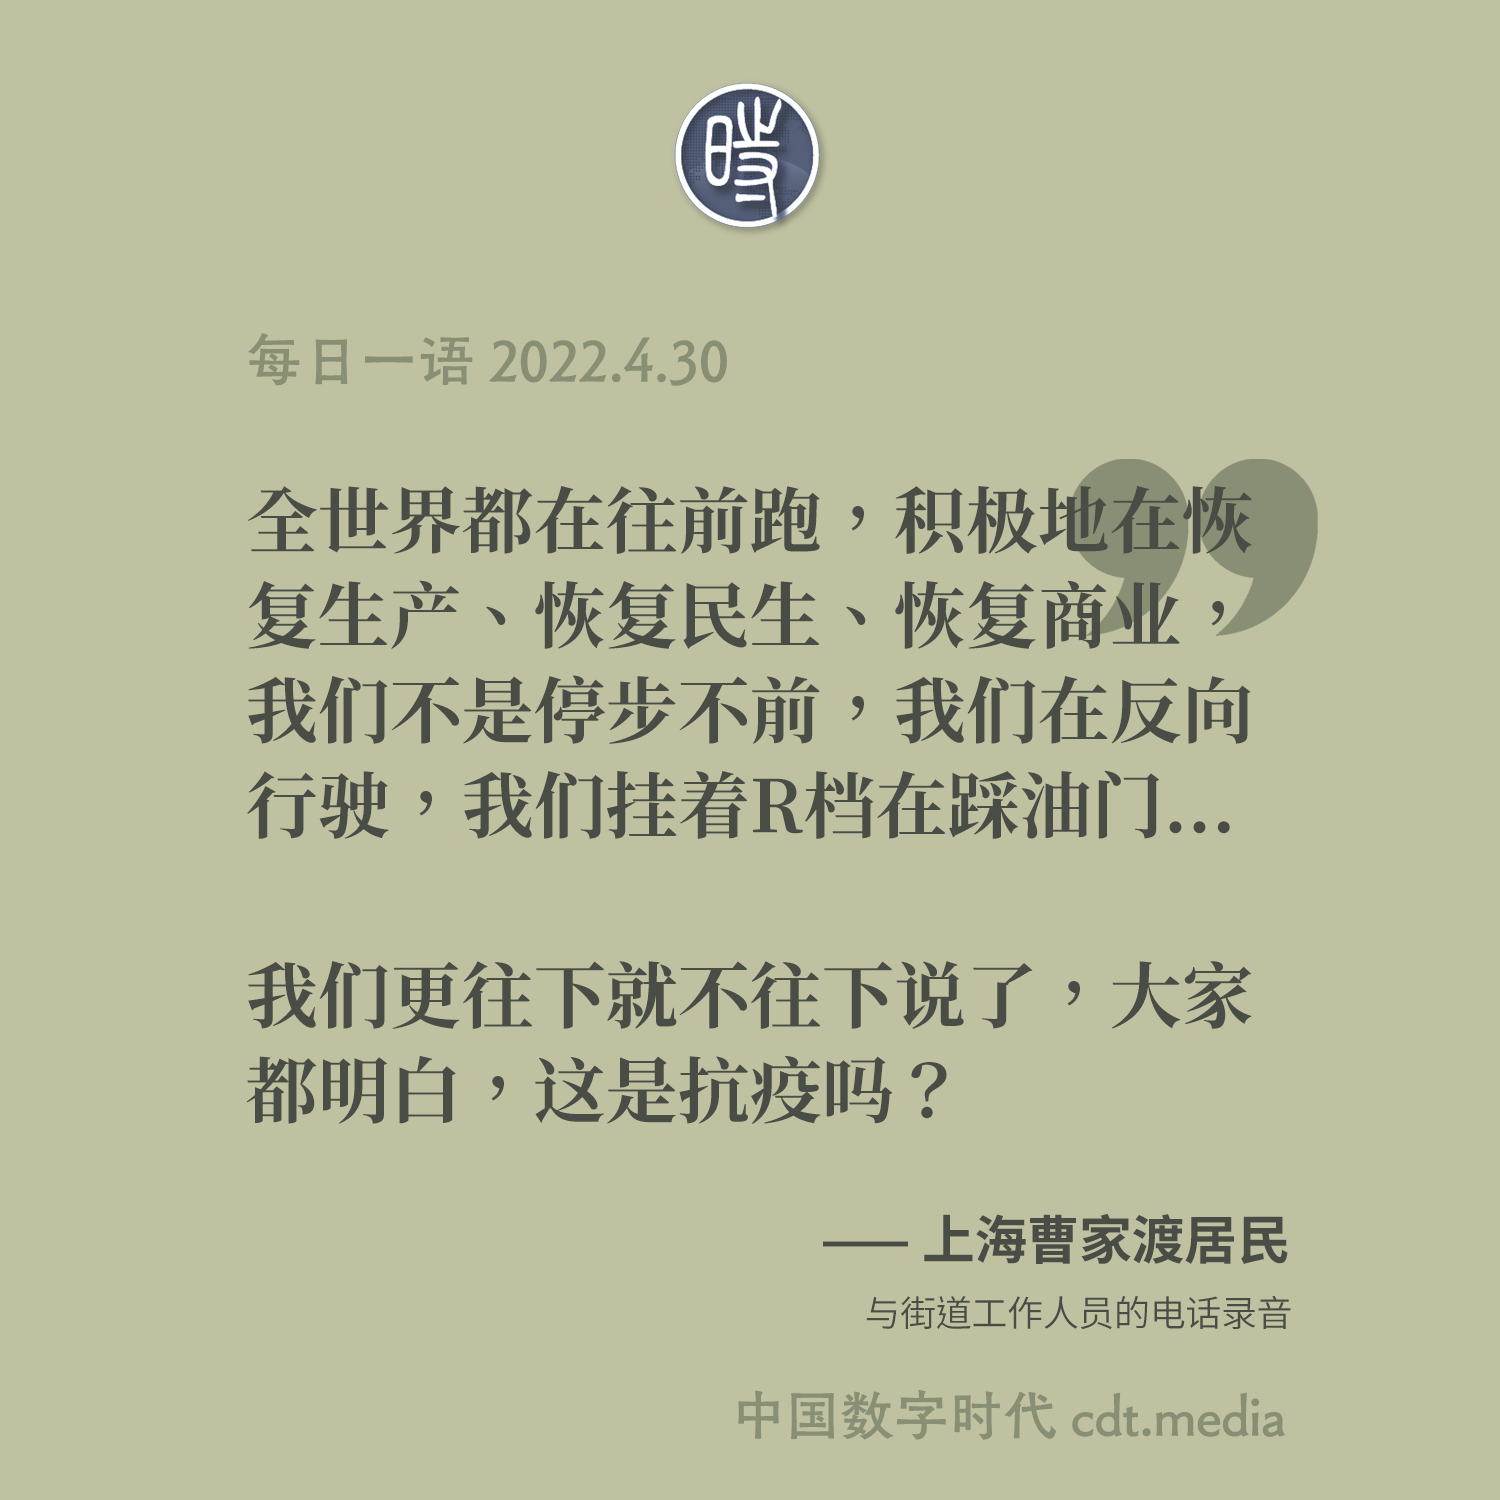 時
每日一语 2022.4.30
全世界都在往前跑，积极地在恢
复生产、恢复民生、恢复商业，
我们不是停步不前，我们在反向
行驶，我们挂着R档在踩油门...
我们更往下就不往下说了，大家
都明白，这是抗疫吗？
—— 上海曹家渡居民
与街道工作人员的电话录音
中国数字时代 cdt.media